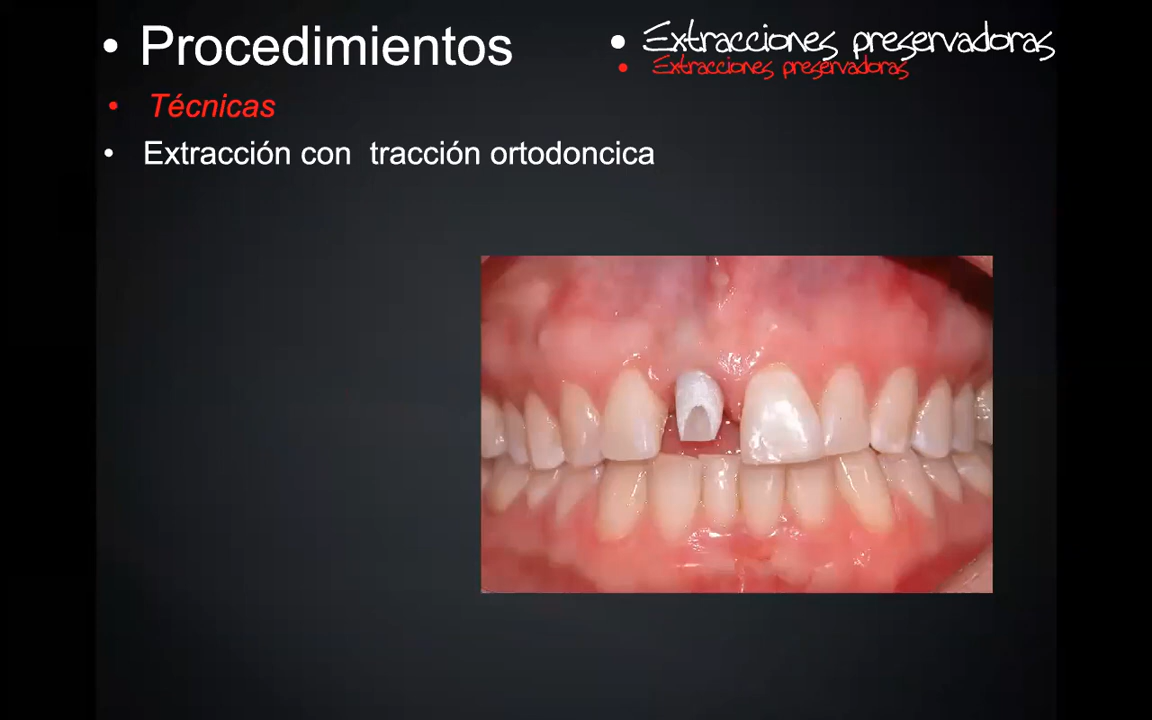 • Procedimientos
• Extracciones preservadoras
• Extracciones preservadoras
• Técnicas
• Extracción con tracción ortodoncica